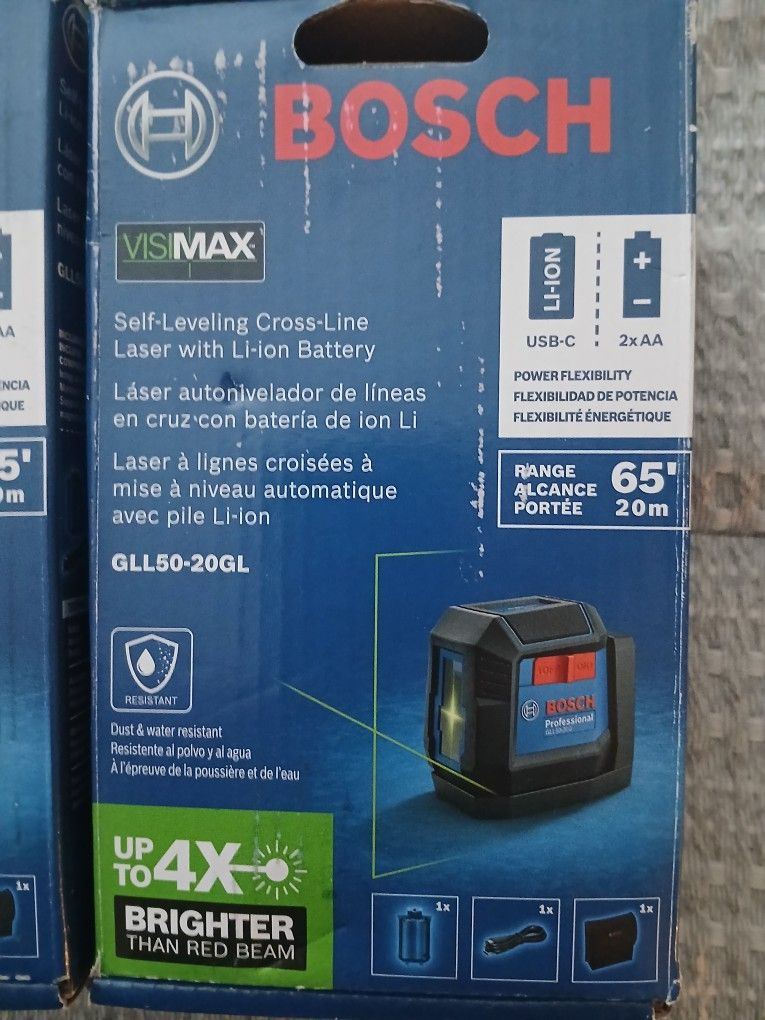 BOSCH
VISIMAX
Self-Leveling Cross-Line
Laser with Li-ion Battery
Láser autonivelador de líneas
en cruz con batería de ion Li
Laser à lignes croisées à
mise à niveau automatique
avec pile Li-ion
GLL50-20GL
LI-ION
+
−
USB-C
2xAA
POWER FLEXIBILITY
FLEXIBILIDAD DE POTENCIA
FLEXIBILITÉ ÉNERGÉTIQUE
RANGE
ALCANCE
PORTÉE
65'
20m
RESISTANT
Dust & water resistant
Resistente al polvo y al agua
À l'épreuve de la poussière et de l'eau
BOSCH
Professional
UP
TO
4X
BRIGHTER
THAN RED BEAM
1x
1x
1x
5'
1x